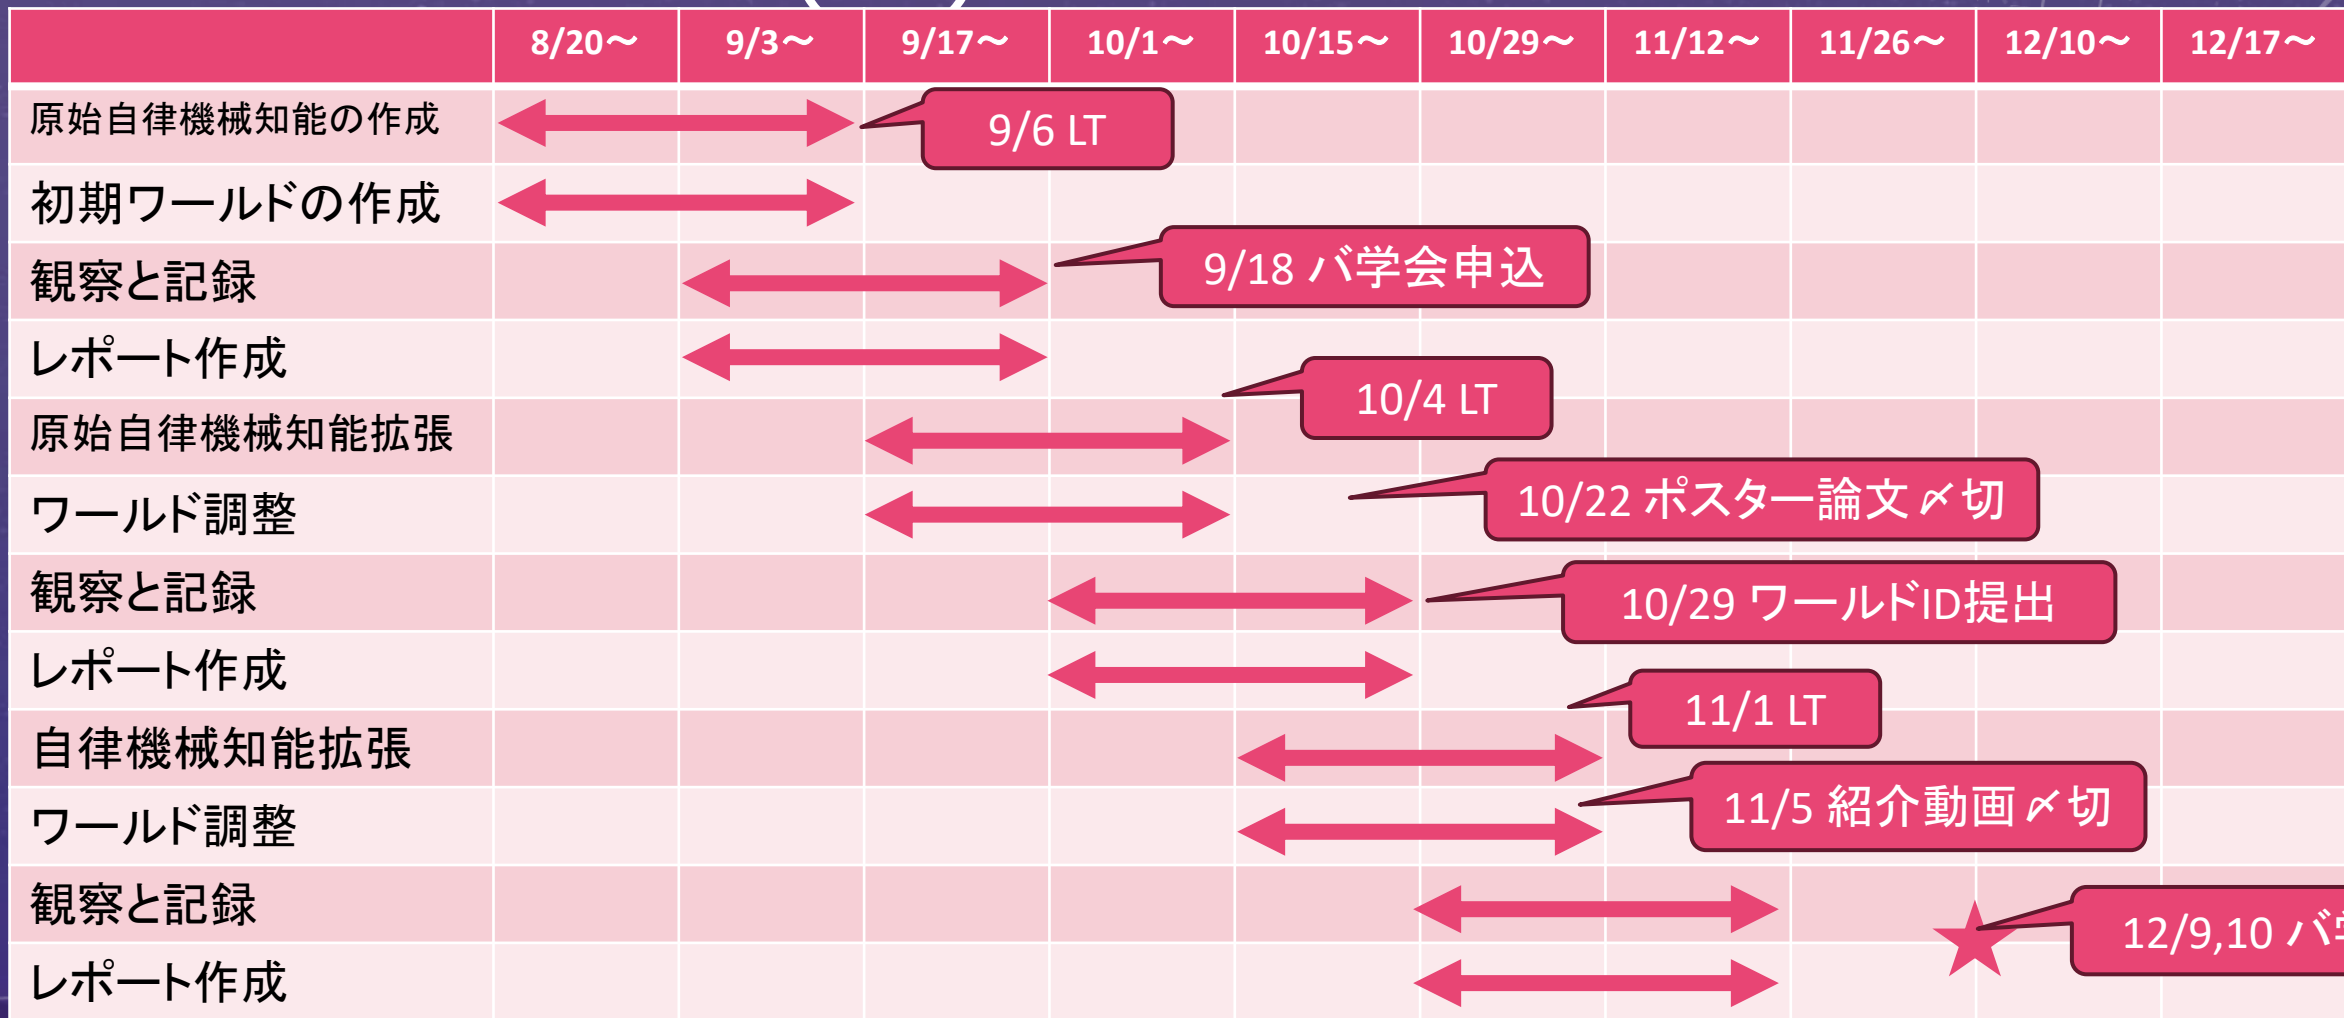 8/20～ 9/3～ 9/17～ 10/1～ 10/15～ 10/29～ 11/12～ 11/26～ 12/10～ 12/17～
原始自律機械知能の作成
9/6 LT
初期ワールドの作成
観察と記録
9/18 バ学会申込
レポート作成
10/4 LT
原始自律機械知能拡張
ワールド調整
10/22 ポスター論文〆切
観察と記録
10/29 ワールドID提出
レポート作成
11/1 LT
自律機械知能拡張
ワールド調整
11/5 紹介動画〆切
観察と記録
12/9,10 バ
レポート作成